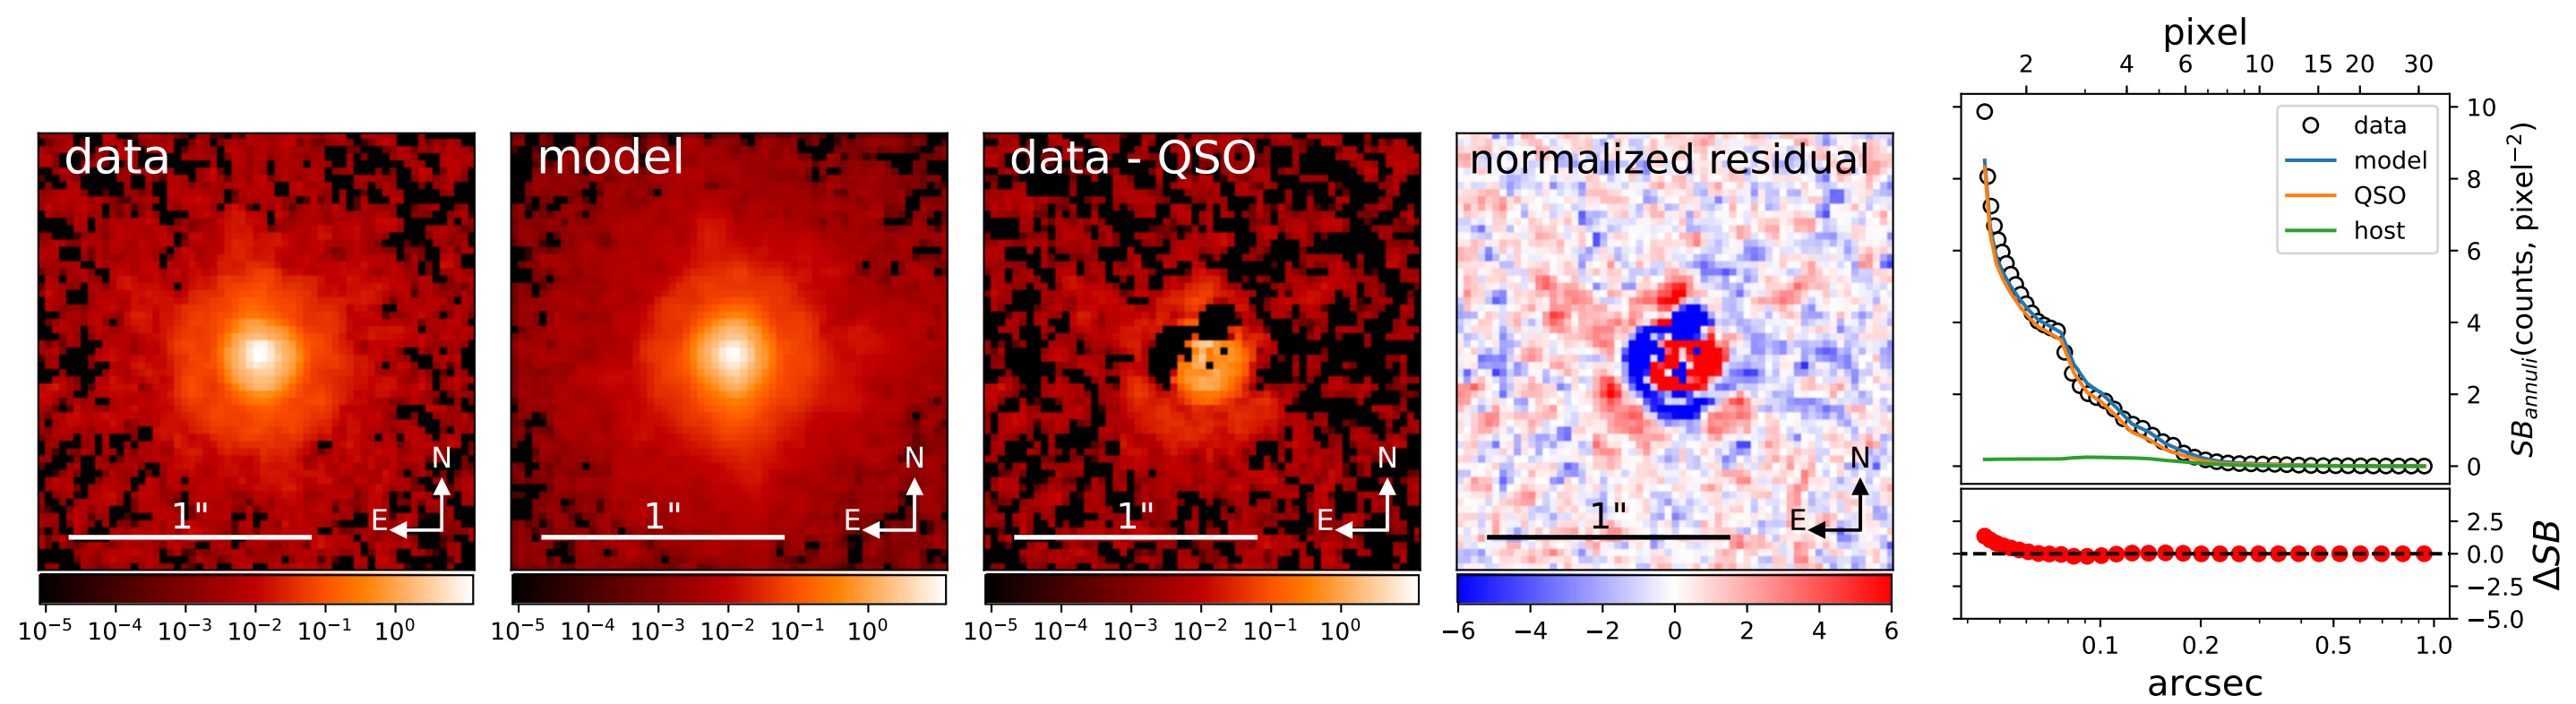 data
1"
N
E
10⁻⁵ 10⁻⁴ 10⁻³ 10⁻² 10⁻¹ 10⁰
model
1"
N
E
10⁻⁵ 10⁻⁴ 10⁻³ 10⁻² 10⁻¹ 10⁰
data - QSO
1"
N
E
10⁻⁵ 10⁻⁴ 10⁻³ 10⁻² 10⁻¹ 10⁰
normalized residual
1"
N
E
−6 −4 −2 0 2 4 6
pixel
2 4 6 10 15 20 30
data
model
QSO
host
10
8
6
4
2
0
SB_annuli(counts, pixel⁻²)
2.5
0.0
−2.5
−5.0
ΔSB
0.1 0.2 0.5 1.0
arcsec